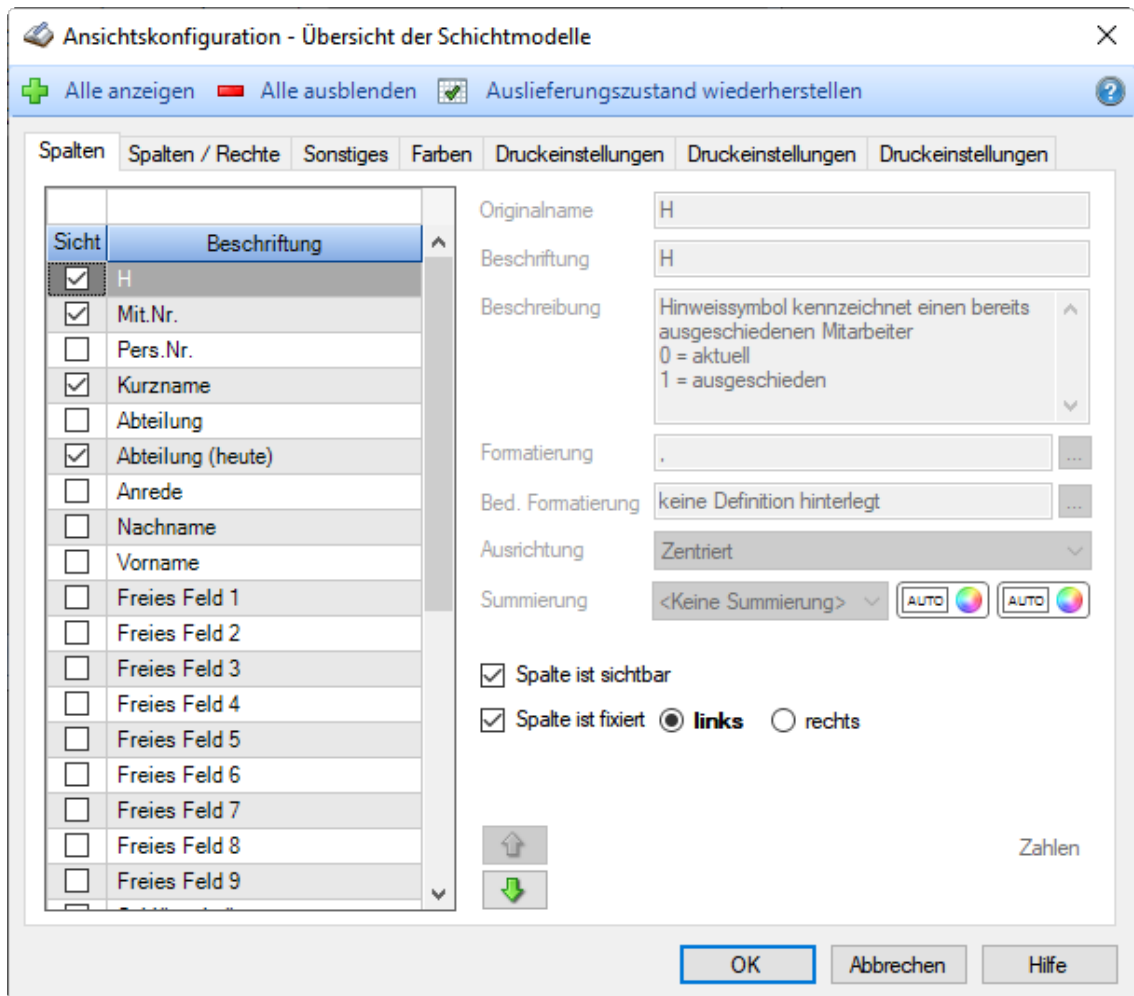 Ansichtskonfiguration - Übersicht der Schichtmodelle
Alle anzeigen Alle ausblenden Auslieferungszustand wiederherstellen
Spalten Spalten / Rechte Sonstiges Farben Druckeinstellungen Druckeinstellungen Druckeinstellungen
Sicht Beschriftung
H
Mit.Nr.
Pers.Nr.
Kurzname
Abteilung
Abteilung (heute)
Anrede
Nachname
Vorname
Freies Feld 1
Freies Feld 2
Freies Feld 3
Freies Feld 4
Freies Feld 5
Freies Feld 6
Freies Feld 7
Freies Feld 8
Freies Feld 9
Originalname H
Beschriftung H
Beschreibung Hinweissymbol kennzeichnet einen bereits
ausgeschiedenen Mitarbeiter
0 = aktuell
1 = ausgeschieden
Formatierung , ...
Bed. Formatierung keine Definition hinterlegt ...
Ausrichtung Zentriert
Summierung <Keine Summierung> AUTO AUTO
Spalte ist sichtbar
Spalte ist fixiert links rechts
Zahlen
OK Abbrechen Hilfe